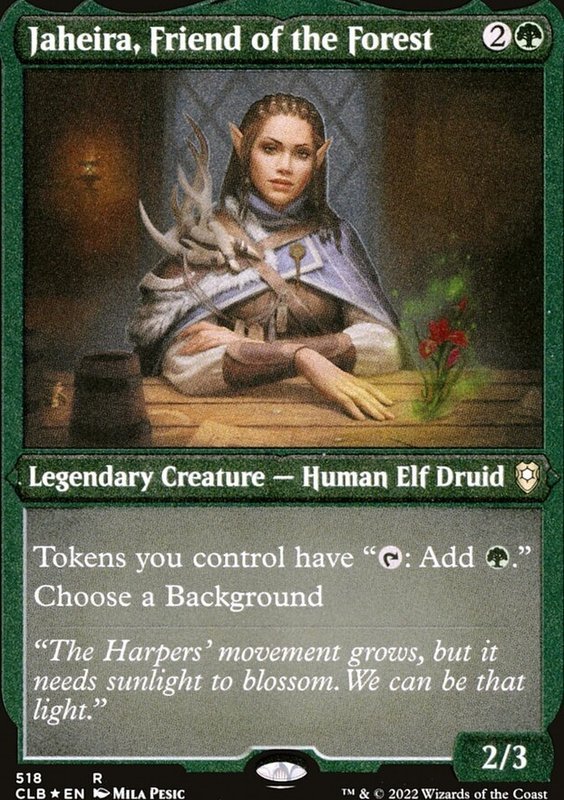 Jaheira, Friend of the Forest 2
Legendary Creature — Human Elf Druid
Tokens you control have “: Add .”
Choose a Background
“The Harpers’ movement grows, but it
needs sunlight to blossom. We can be that
light.”
2/3
518 R
CLB ★ EN Mila Pesic
™ & © 2022 Wizards of the Coast